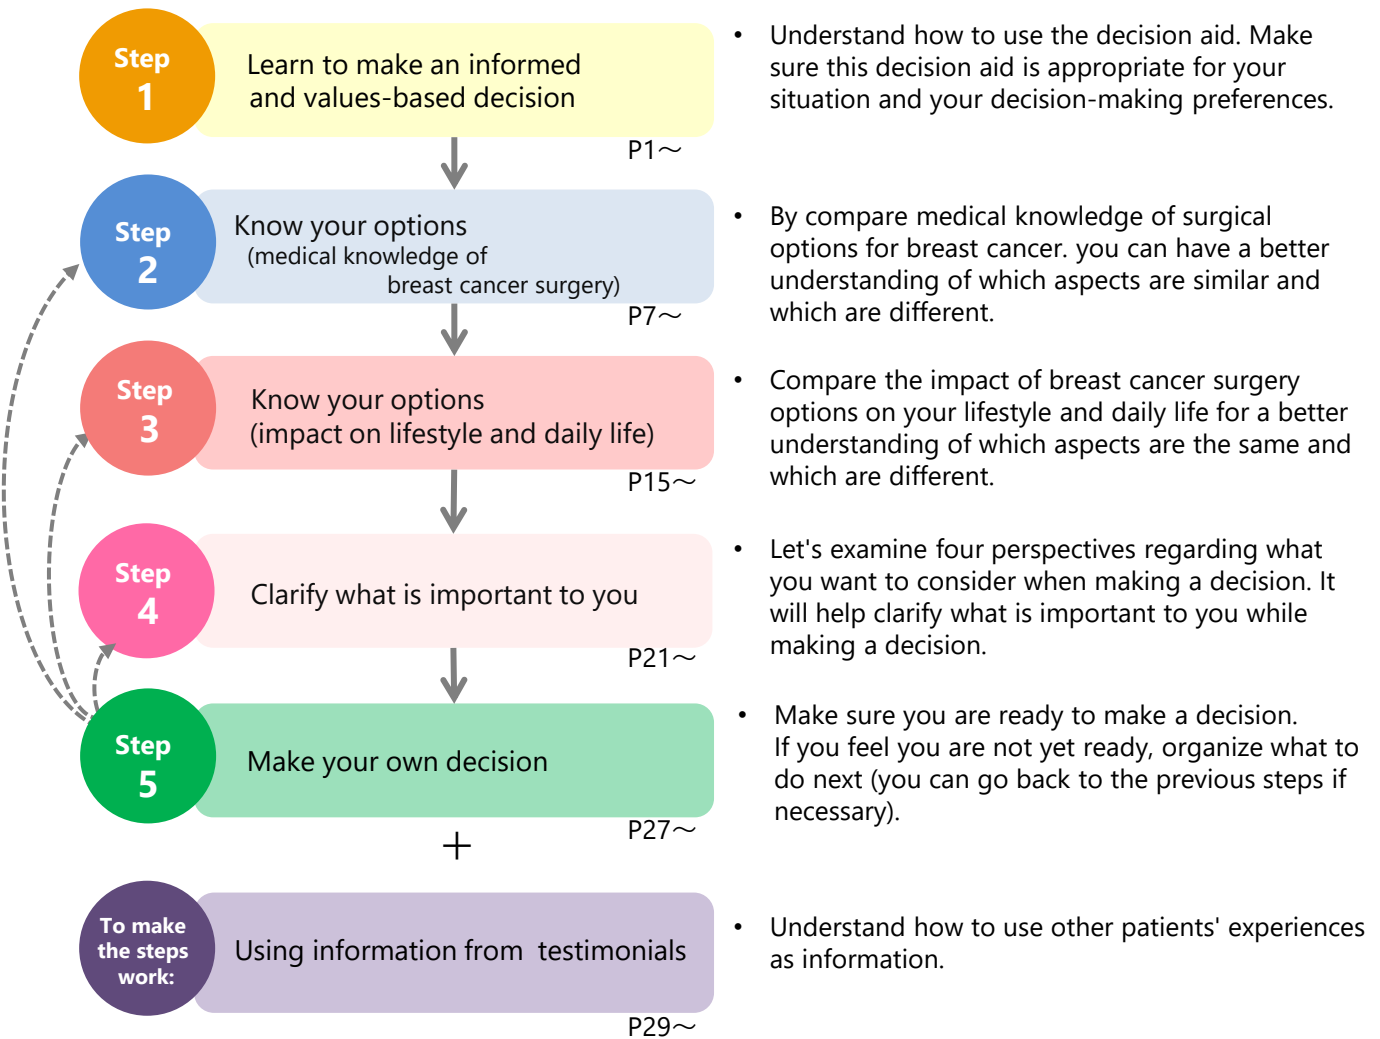 Step
1
Learn to make an informed
and values-based decision
P1～
• Understand how to use the decision aid. Make
sure this decision aid is appropriate for your
situation and your decision-making preferences.
Step
2
Know your options
(medical knowledge of
breast cancer surgery)
P7～
• By compare medical knowledge of surgical
options for breast cancer. you can have a better
understanding of which aspects are similar and
which are different.
Step
3
Know your options
(impact on lifestyle and daily life)
P15～
• Compare the impact of breast cancer surgery
options on your lifestyle and daily life for a better
understanding of which aspects are the same and
which are different.
Step
4
Clarify what is important to you
P21～
• Let's examine four perspectives regarding what
you want to consider when making a decision. It
will help clarify what is important to you while
making a decision.
Step
5
Make your own decision
P27～
• Make sure you are ready to make a decision.
If you feel you are not yet ready, organize what to
do next (you can go back to the previous steps if
necessary).
+
To make
the steps
work:
Using information from testimonials
P29～
• Understand how to use other patients' experiences
as information.